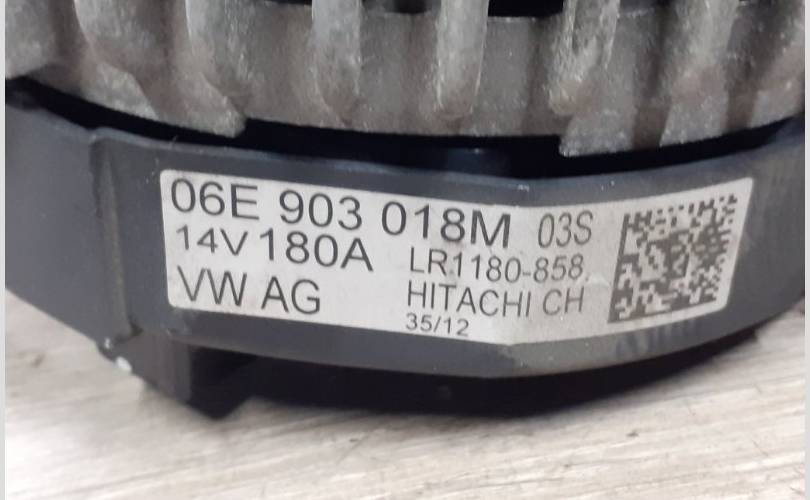 06E 903 018M 03S
14V 180A LR1180-858
VW AG HITACHI CH
35/12